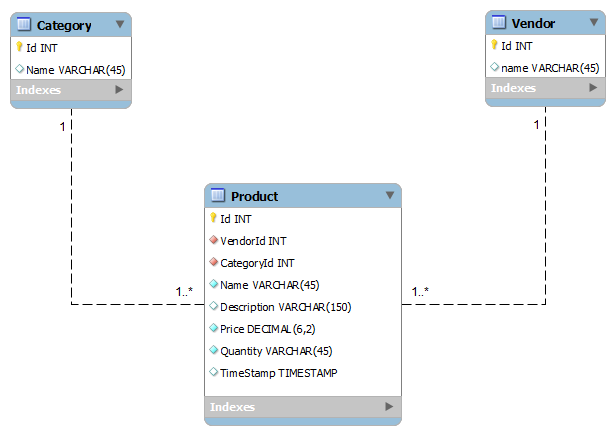 Category
Id INT
Name VARCHAR(45)
Indexes
Vendor
Id INT
name VARCHAR(45)
Indexes
1
1
Product
Id INT
VendorId INT
CategoryId INT
Name VARCHAR(45)
Description VARCHAR(150)
Price DECIMAL(6,2)
Quantity VARCHAR(45)
TimeStamp TIMESTAMP
Indexes
1..*
1..*